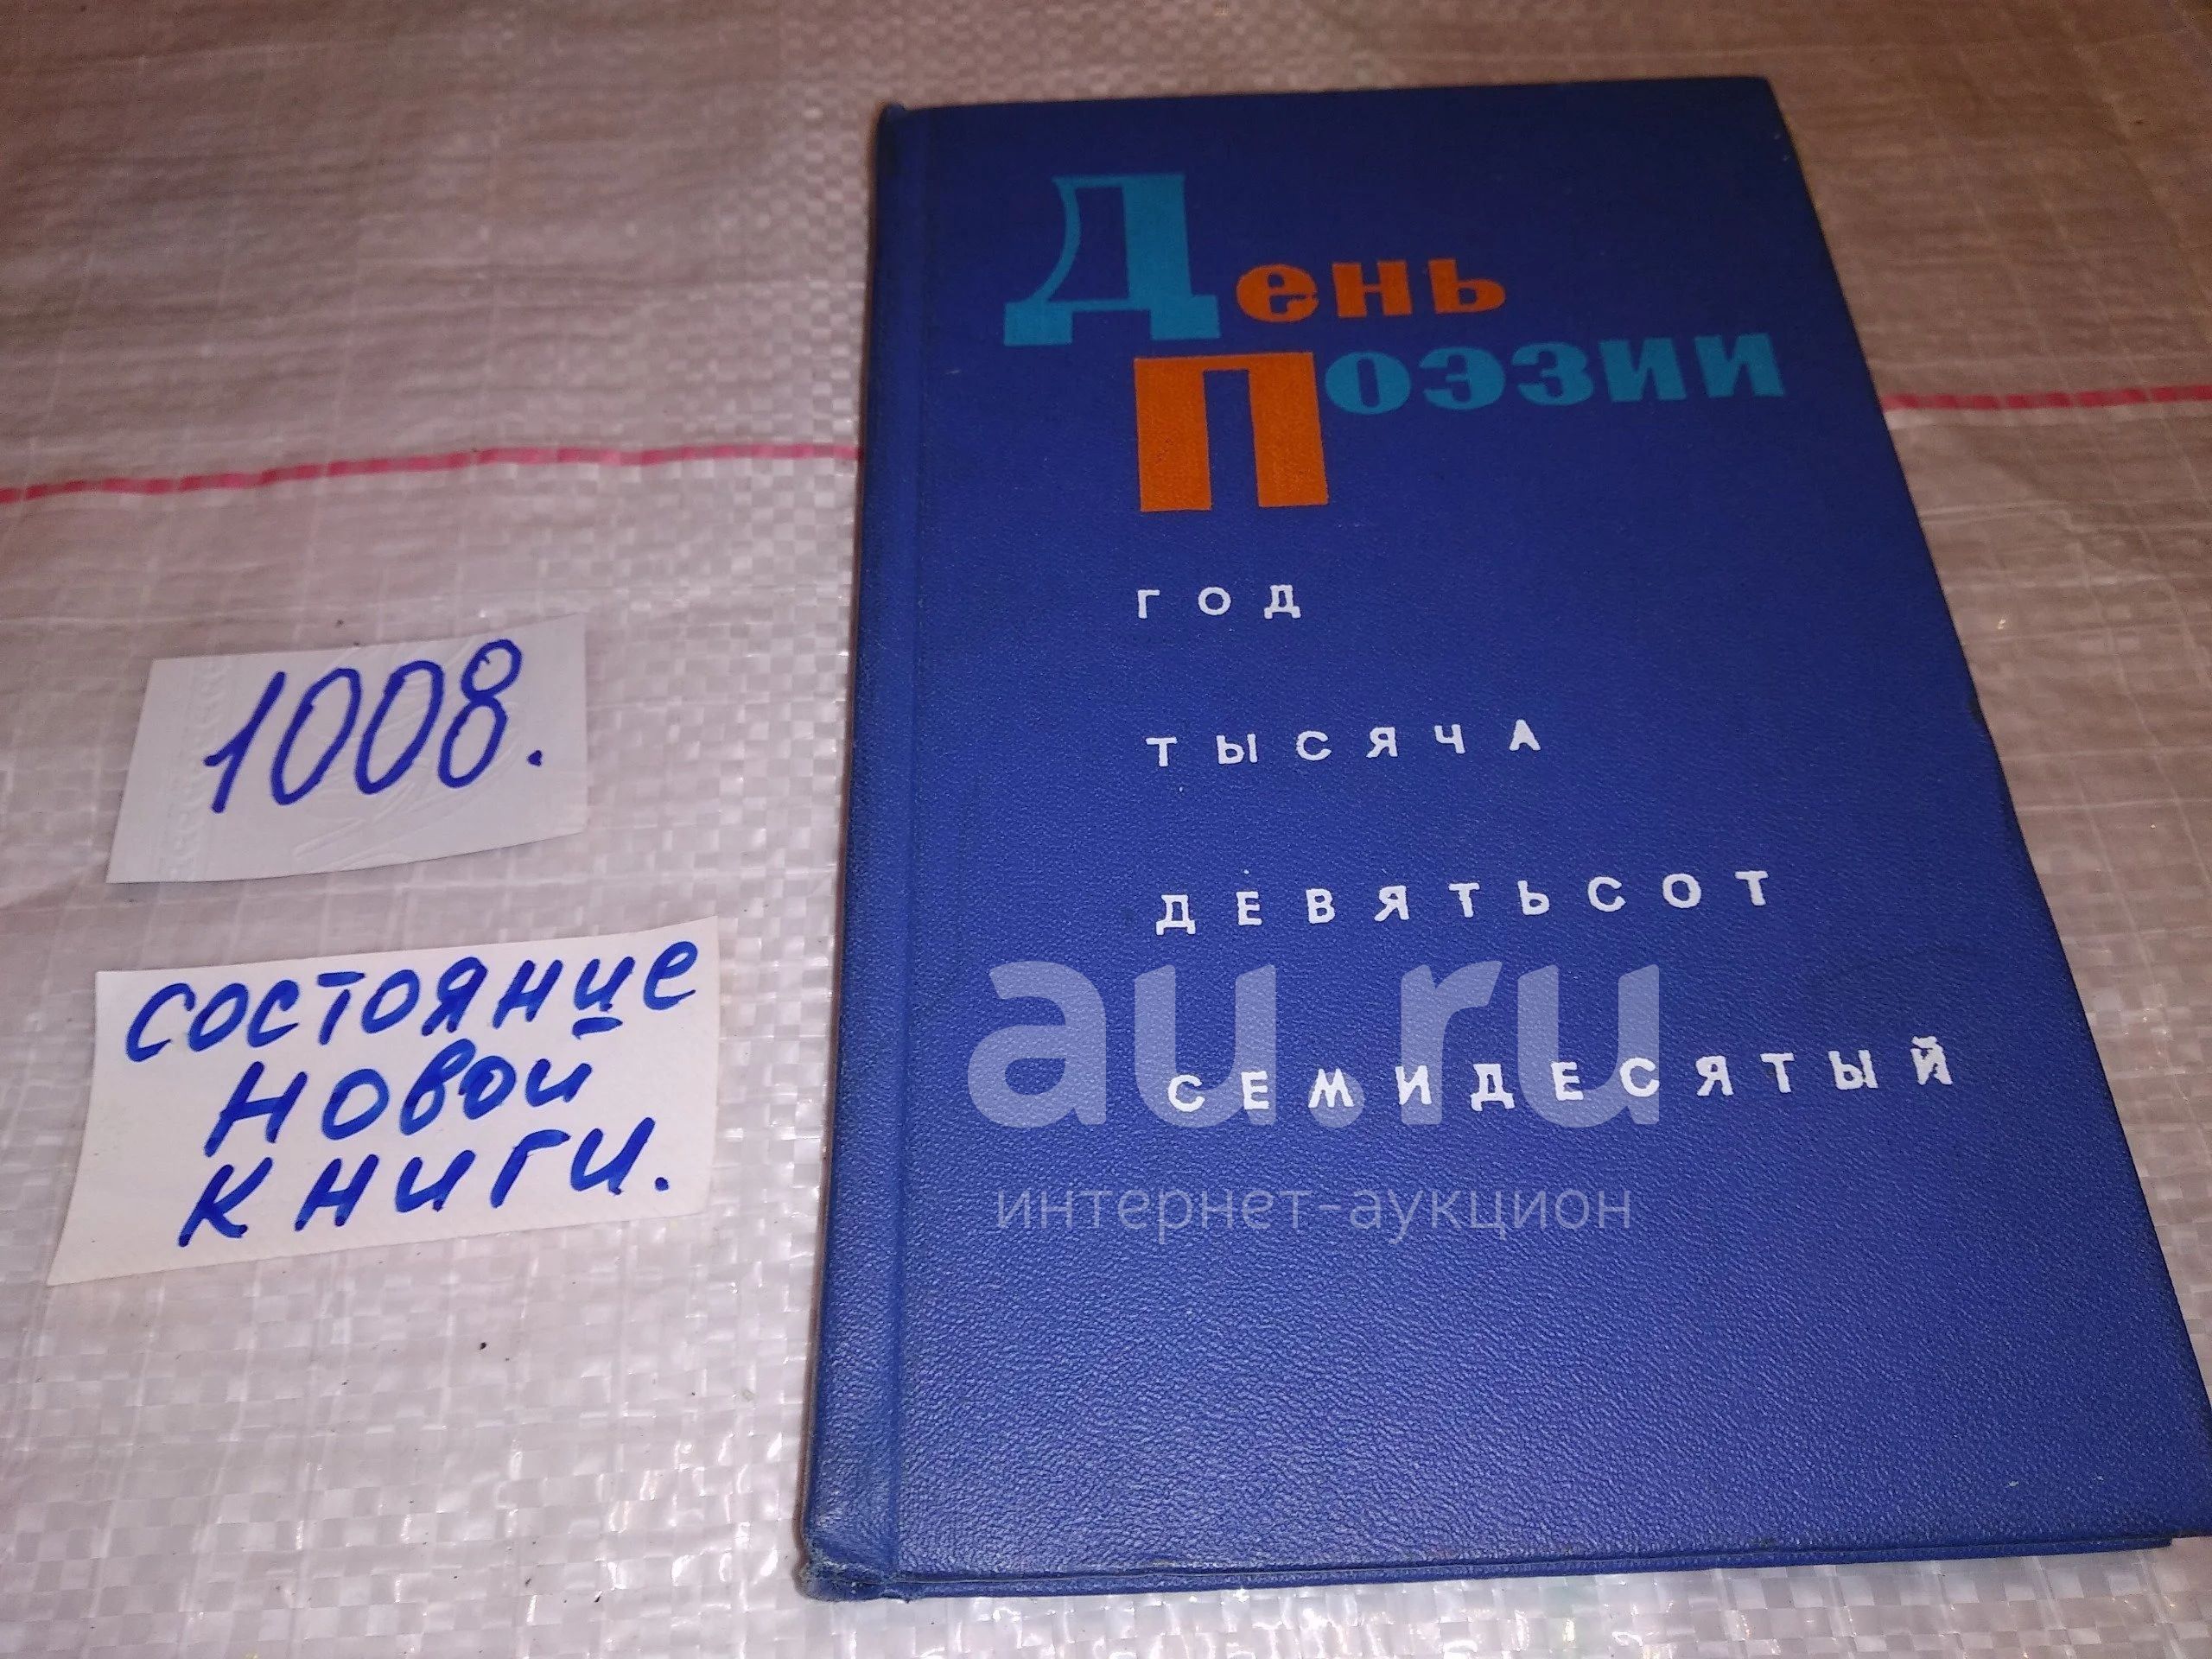 День
Поэзии
год
тысяча
девятьсот
семидесятый
au.ru
интернет-аукцион
1008.
состояние
новой
книги.